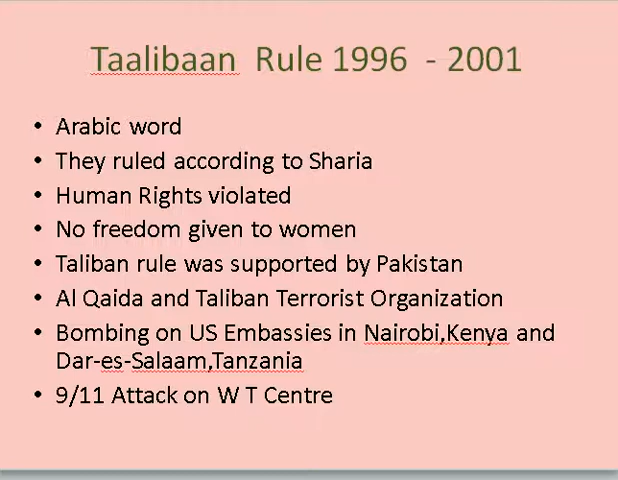 Taalibaan Rule 1996 - 2001
• Arabic word
• They ruled according to Sharia
• Human Rights violated
• No freedom given to women
• Taliban rule was supported by Pakistan
• Al Qaida and Taliban Terrorist Organization
• Bombing on US Embassies in Nairobi,Kenya and
Dar-es-Salaam,Tanzania
• 9/11 Attack on W T Centre